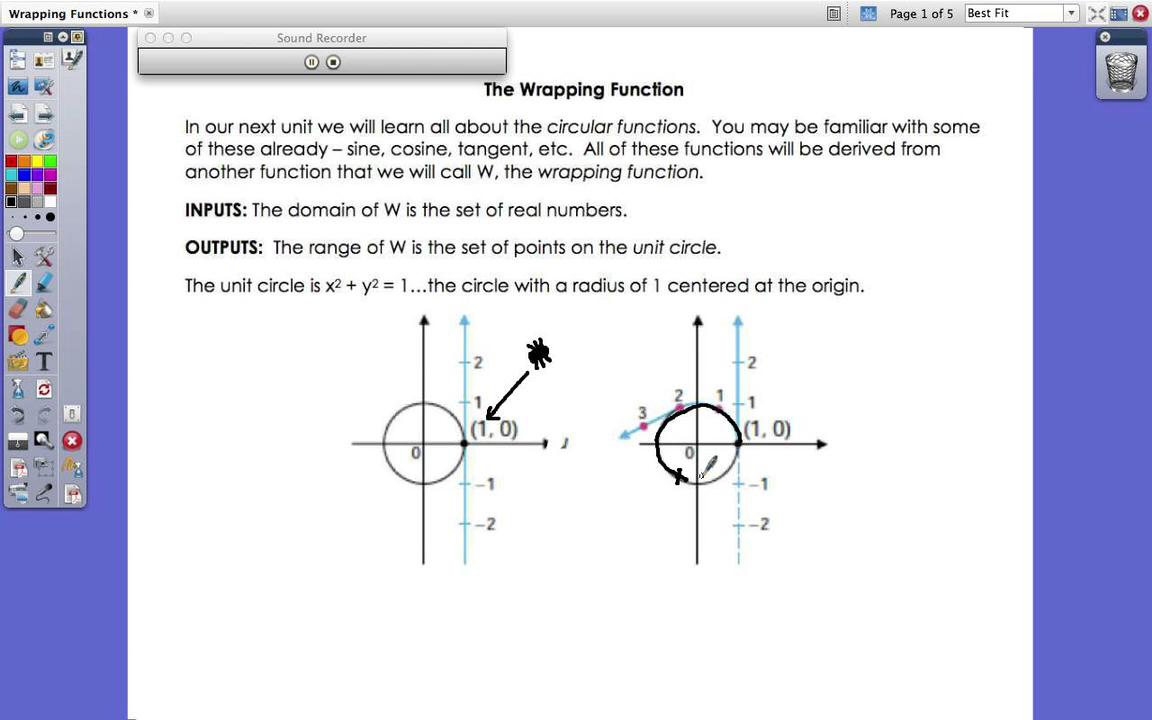 Wrapping Functions *
Page 1 of 5
Best Fit
Sound Recorder
The Wrapping Function
In our next unit we will learn all about the circular functions. You may be familiar with some
of these already – sine, cosine, tangent, etc. All of these functions will be derived from
another function that we will call W, the wrapping function.
INPUTS: The domain of W is the set of real numbers.
OUTPUTS: The range of W is the set of points on the unit circle.
The unit circle is x² + y² = 1...the circle with a radius of 1 centered at the origin.
2
1
(1, 0)
0
-1
-2
2
3
2
1
1
(1, 0)
0
-1
-2
T